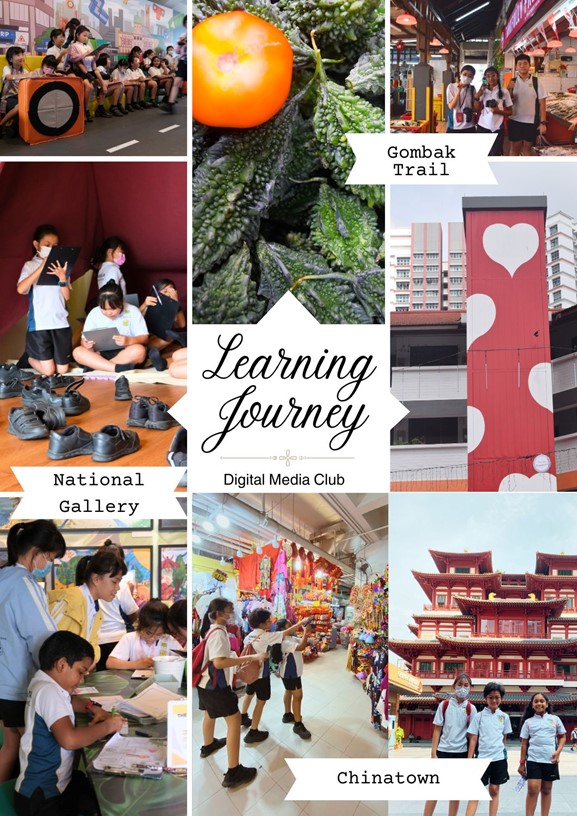 Gombak
Trail
Learning
Journey
Digital Media Club
National
Gallery
Chinatown